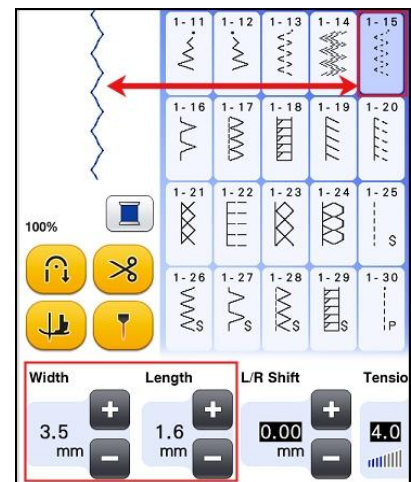 1-11 1-12 1-13 1-14 1-15
1-16 1-17 1-18 1-19 1-20
1-21 1-22 1-23 1-24 1-25
S
100%
1-26 1-27 1-28 1-29 1-30
S S S S P
Width Length L/R Shift Tensio
3.5 1.6 0.00 4.0
mm mm mm